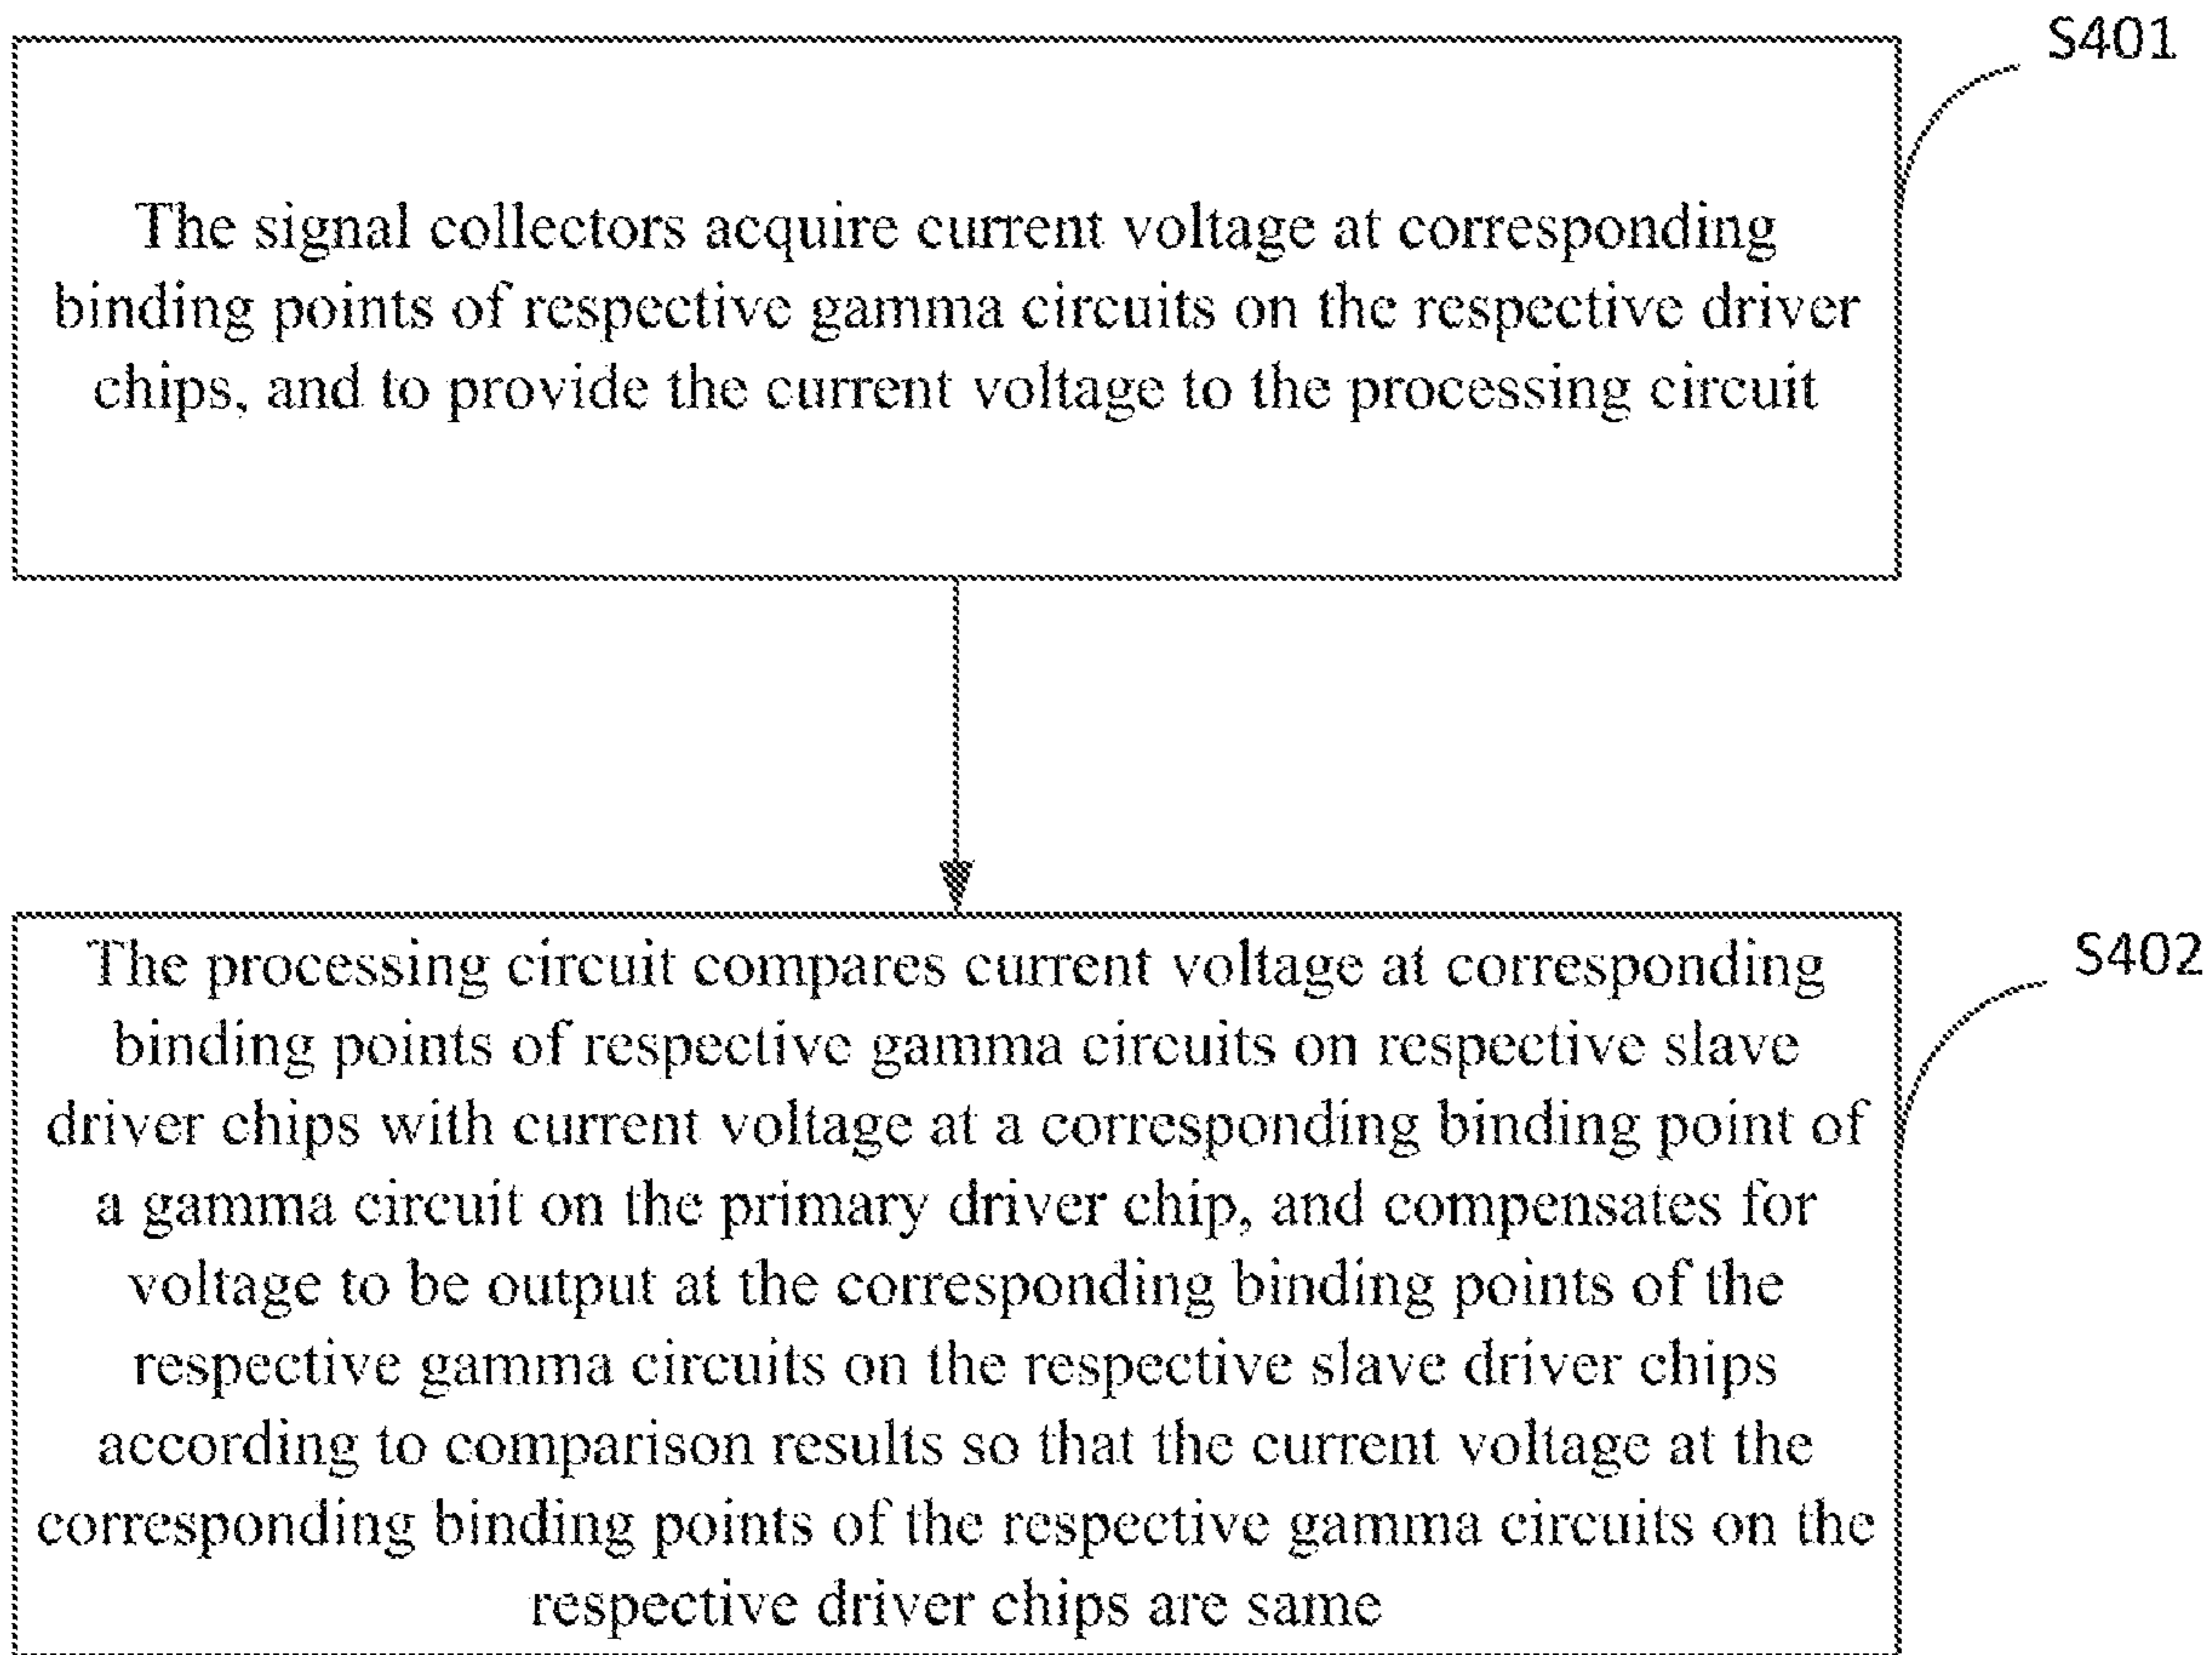 S401
The signal collectors acquire current voltage at corresponding
binding points of respective gamma circuits on the respective driver
chips, and to provide the current voltage to the processing circuit
S402
The processing circuit compares current voltage at corresponding
binding points of respective gamma circuits on respective slave
driver chips with current voltage at a corresponding binding point of
a gamma circuit on the primary driver chip, and compensates for
voltage to be output at the corresponding binding points of the
respective gamma circuits on the respective slave driver chips
according to comparison results so that the current voltage at the
corresponding binding points of the respective gamma circuits on the
respective driver chips are same